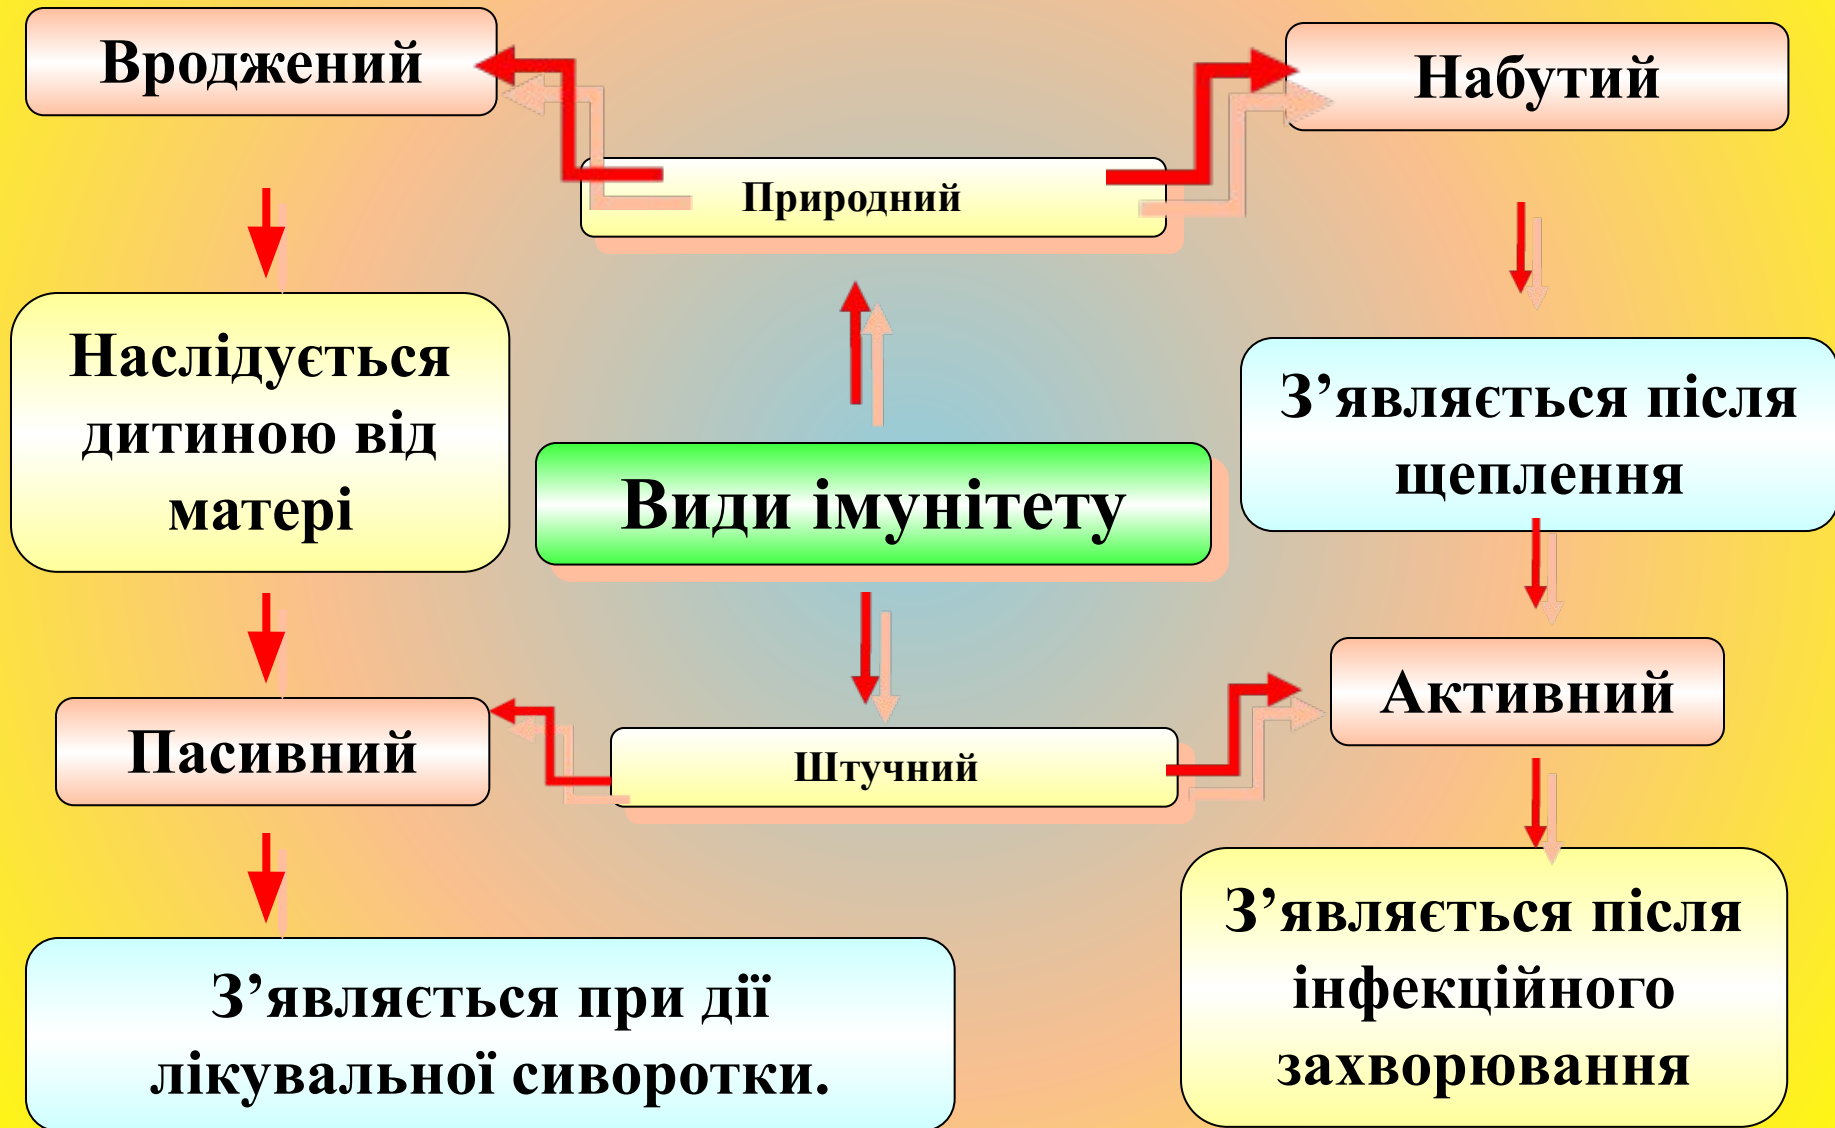 Вроджений
Набутий
Природний
Наслідується
дитиною від
матері
З’являється після
щеплення
Види імунітету
Пасивний
Штучний
Активний
З’являється при дії
лікувальної сиворотки.
З’являється після
інфекційного
захворювання